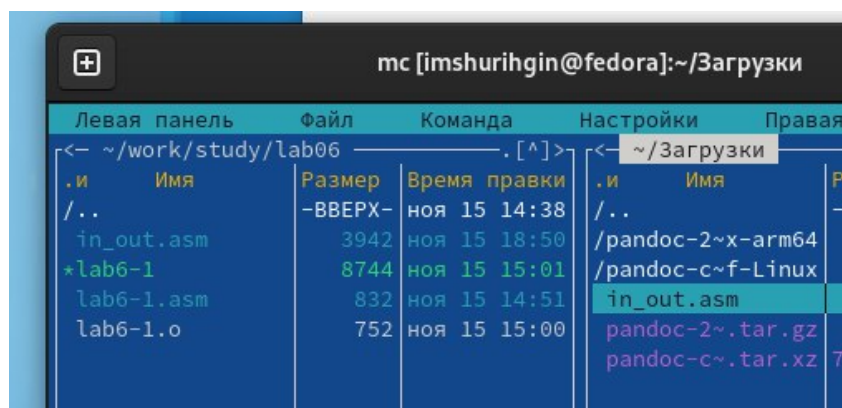 mc [imshurihgin@fedora]:~/Загрузки
Левая панель Файл Команда Настройки Правая
<— ~/work/study/lab06 —.[^]> <— ~/Загрузки
.и Имя Размер Время правки .и Имя Р
/.. -ВВЕРХ- ноя 15 14:38 /.. -
in_out.asm 3942 ноя 15 18:50 /pandoc-2~x-arm64
*lab6-1 8744 ноя 15 15:01 /pandoc-c~f-Linux
lab6-1.asm 832 ноя 15 14:51 in_out.asm
lab6-1.o 752 ноя 15 15:00 pandoc-2~.tar.gz
pandoc-c~.tar.xz 7